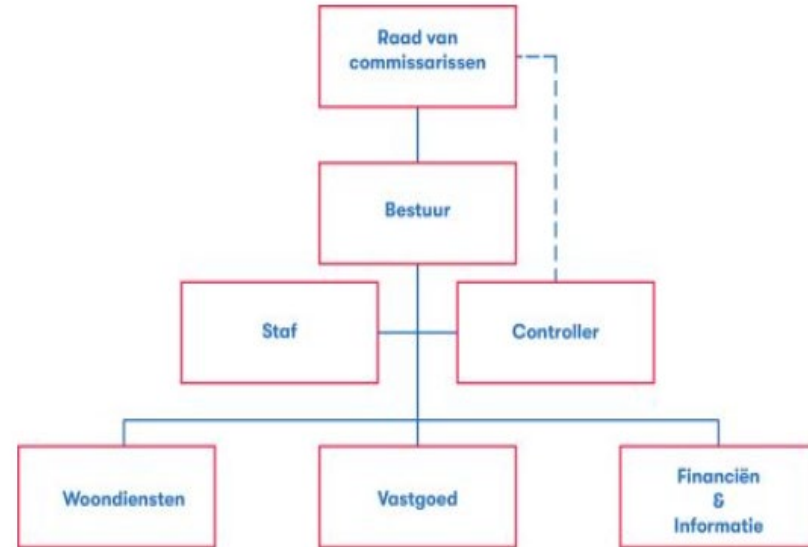 Raad van
commissarissen
Bestuur
Staf
Controller
Woondiensten
Vastgoed
Financiën
&
Informatie